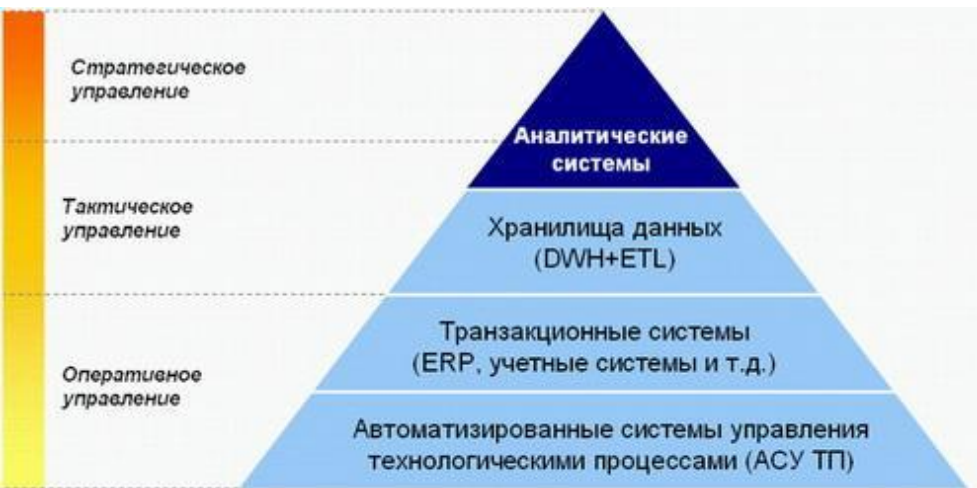 Стратегическое
управление
Аналитические
системы
Тактическое
управление
Хранилища данных
(DWH+ETL)
Транзакционные системы
(ERP, учетные системы и т.д.)
Оперативное
управление
Автоматизированные системы управления
технологическими процессами (АСУ ТП)